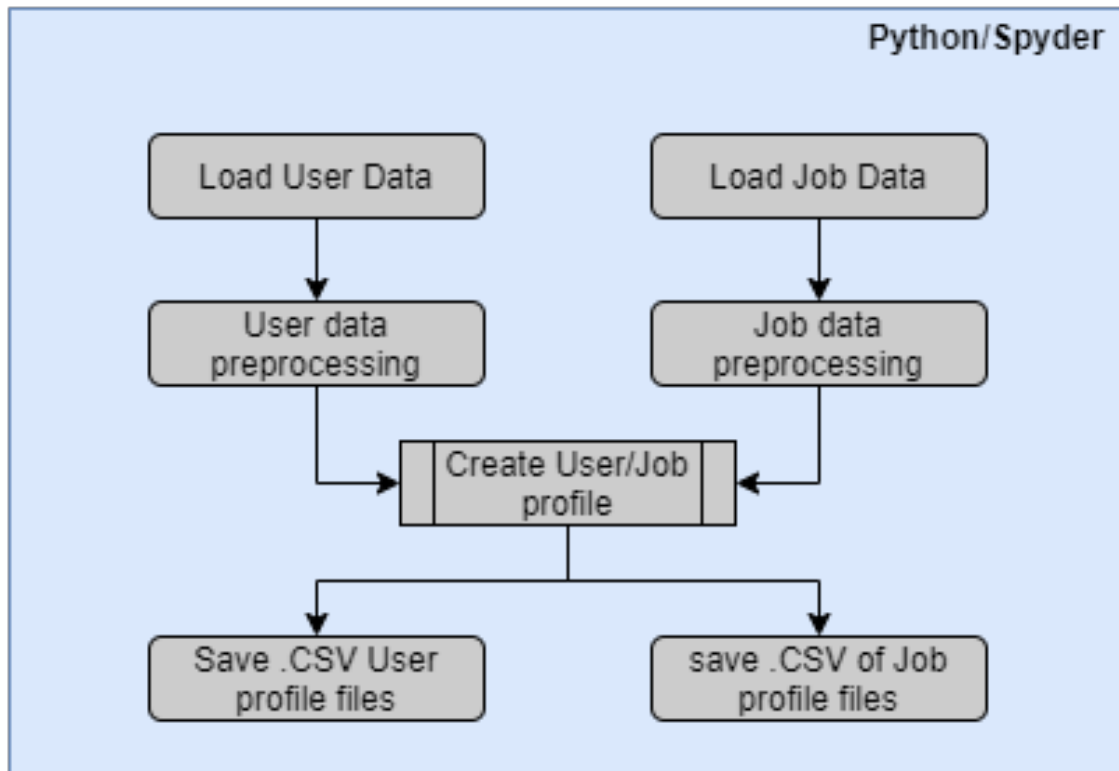 Python/Spyder
Load User Data
Load Job Data
User data
preprocessing
Job data
preprocessing
Create User/Job
profile
Save .CSV User
profile files
save .CSV of Job
profile files